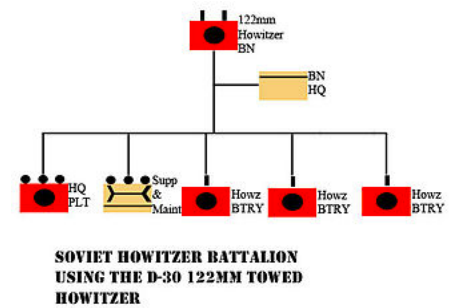 122mm
Howitzer
BN
BN
HQ
HQ
PLT
Supp
&
Maint
Howz
BTRY
Howz
BTRY
Howz
BTRY
SOVIET HOWITZER BATTALION
USING THE D-30 122MM TOWED
HOWITZER